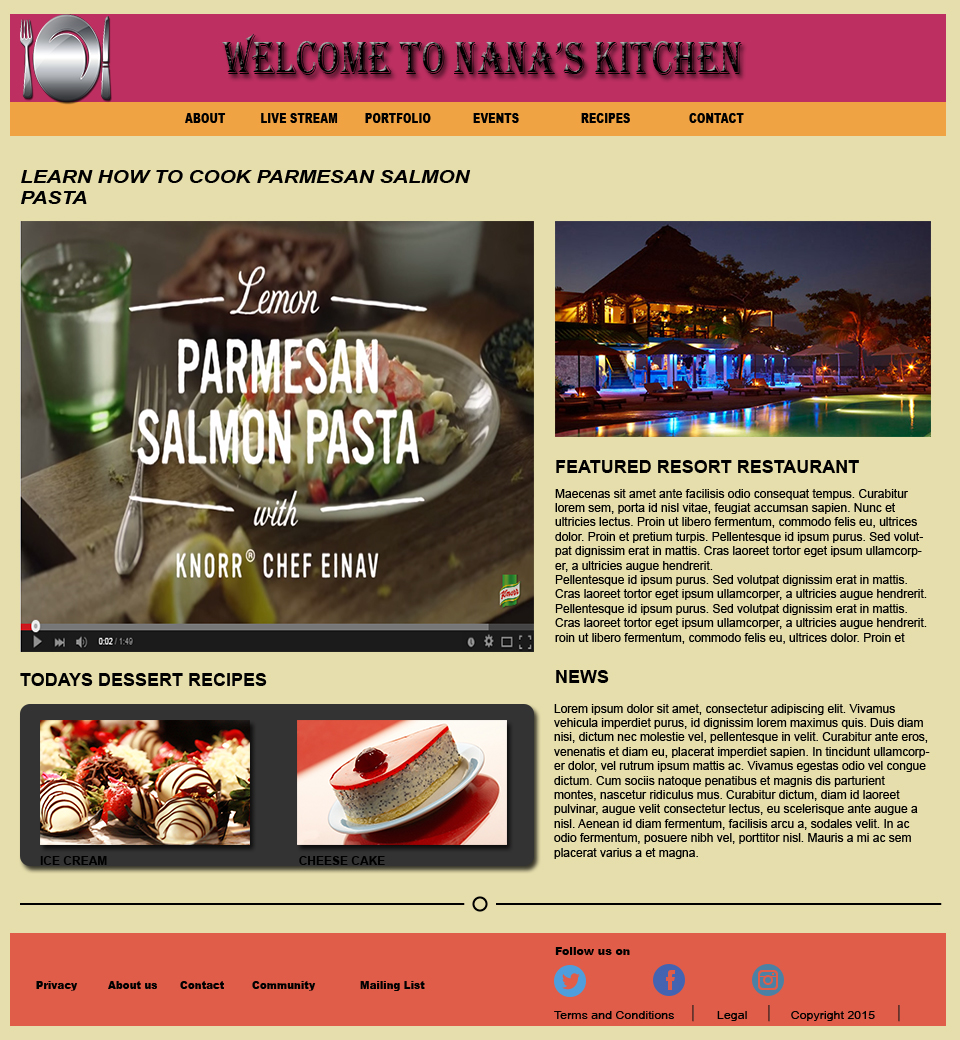 WELCOME TO NANA'S KITCHEN
ABOUT LIVE STREAM PORTFOLIO EVENTS RECIPES CONTACT
LEARN HOW TO COOK PARMESAN SALMON
PASTA
Lemon
PARMESAN
SALMON PASTA
with
KNORR® CHEF EINAV
Knorr
0:02 / 1:49
TODAYS DESSERT RECIPES
ICE CREAM CHEESE CAKE
FEATURED RESORT RESTAURANT
Maecenas sit amet ante facilisis odio consequat tempus. Curabitur
lorem sem, porta id nisl vitae, feugiat accumsan sapien. Nunc et
ultricies lectus. Proin ut libero fermentum, commodo felis eu, ultrices
dolor. Proin et pretium turpis. Pellentesque id ipsum purus. Sed volut-
pat dignissim erat in mattis. Cras laoreet tortor eget ipsum ullamcorp-
er, a ultricies augue hendrerit.
Pellentesque id ipsum purus. Sed volutpat dignissim erat in mattis.
Cras laoreet tortor eget ipsum ullamcorper, a ultricies augue hendrerit.
Pellentesque id ipsum purus. Sed volutpat dignissim erat in mattis.
Cras laoreet tortor eget ipsum ullamcorper, a ultricies augue hendrerit.
roin ut libero fermentum, commodo felis eu, ultrices dolor. Proin et
NEWS
Lorem ipsum dolor sit amet, consectetur adipiscing elit. Vivamus
vehicula imperdiet purus, id dignissim lorem maximus quis. Duis diam
nisi, dictum nec molestie vel, pellentesque in velit. Curabitur ante eros,
venenatis et diam eu, placerat imperdiet sapien. In tincidunt ullamcorp-
er dolor, vel rutrum ipsum mattis ac. Vivamus egestas odio vel congue
dictum. Cum sociis natoque penatibus et magnis dis parturient
montes, nascetur ridiculus mus. Curabitur dictum, diam id laoreet
pulvinar, augue velit consectetur lectus, eu scelerisque ante augue a
nisl. Aenean id diam fermentum, facilisis arcu a, sodales velit. In ac
odio fermentum, posuere nibh vel, porttitor nisl. Mauris a mi ac sem
placerat varius a et magna.
Privacy About us Contact Community Mailing List
Follow us on
Terms and Conditions | Legal | Copyright 2015 |